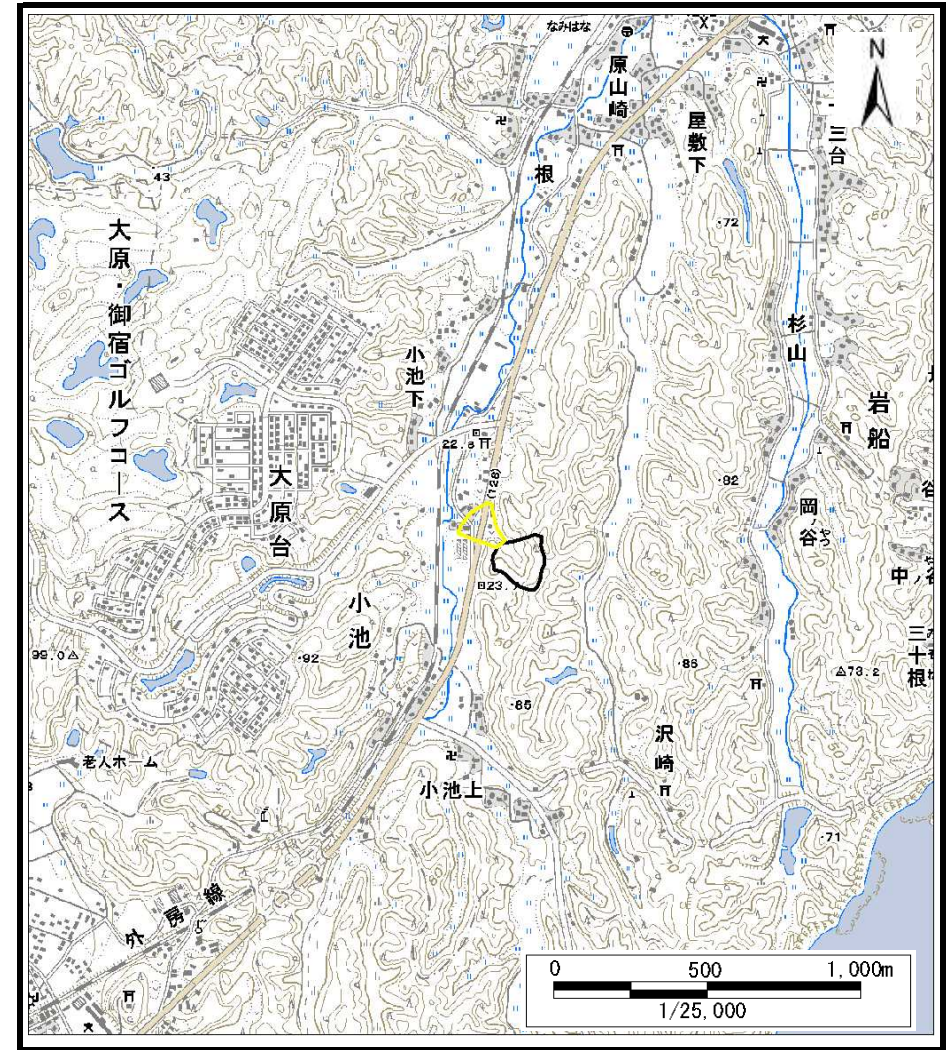 なみはな
N
原山崎
屋敷下
三台
根
43
・72
大原・御宿ゴルフコース
杉山
小池下
岩船
22.8
大原台
(128)
・82
岡ノ谷
やつ
23.
中ノ谷
小池
99.0
・92
・86
三十根
73.2
・85
沢崎
老人ホーム
小池上
・71
外房線
0 500 1,000m
1/25,000